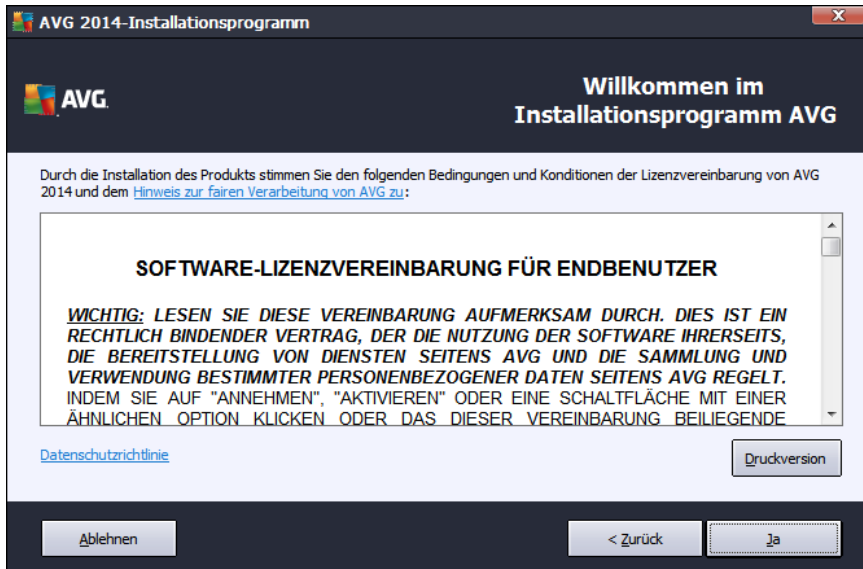 AVG 2014-Installationsprogramm
AVG.
Willkommen im
Installationsprogramm AVG
Durch die Installation des Produkts stimmen Sie den folgenden Bedingungen und Konditionen der Lizenzvereinbarung von AVG
2014 und dem Hinweis zur fairen Verarbeitung von AVG zu:
SOFTWARE-LIZENZVEREINBARUNG FÜR ENDBENUTZER
WICHTIG: LESEN SIE DIESE VEREINBARUNG AUFMERKSAM DURCH. DIES IST EIN
RECHTLICH BINDENDER VERTRAG, DER DIE NUTZUNG DER SOFTWARE IHRERSEITS,
DIE BEREITSTELLUNG VON DIENSTEN SEITENS AVG UND DIE SAMMLUNG UND
VERWENDUNG BESTIMMTER PERSONENBEZOGENER DATEN SEITENS AVG REGELT.
INDEM SIE AUF "ANNEHMEN", "AKTIVIEREN" ODER EINE SCHALTFLÄCHE MIT EINER
ÄHNLICHEN OPTION KLICKEN ODER DAS DIESER VEREINBARUNG BEILIEGENDE
Datenschutzrichtlinie
Druckversion
Ablehnen
< Zurück
Ja